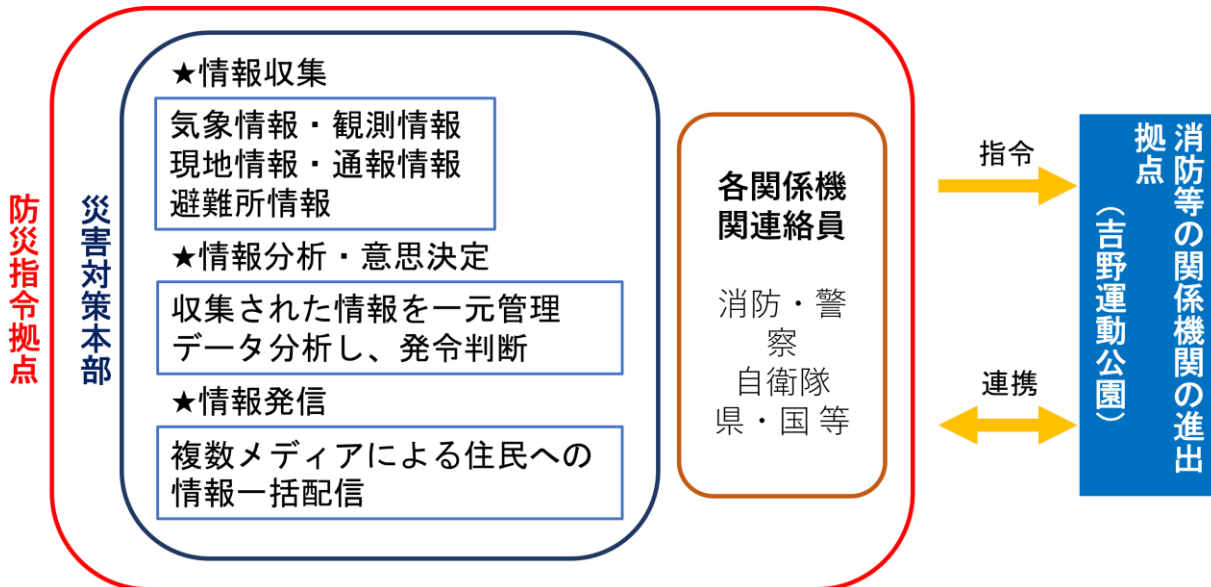 防災指令拠点
災害対策本部
★情報収集
気象情報・観測情報
現地情報・通報情報
避難所情報
★情報分析・意思決定
収集された情報を一元管理
データ分析し、発令判断
★情報発信
複数メディアによる住民への
情報一括配信
各関係機
関連絡員
消防・警
察
自衛隊
県・国 等
指令
連携
消防等の関係機関の進出
拠点
（吉野運動公園）